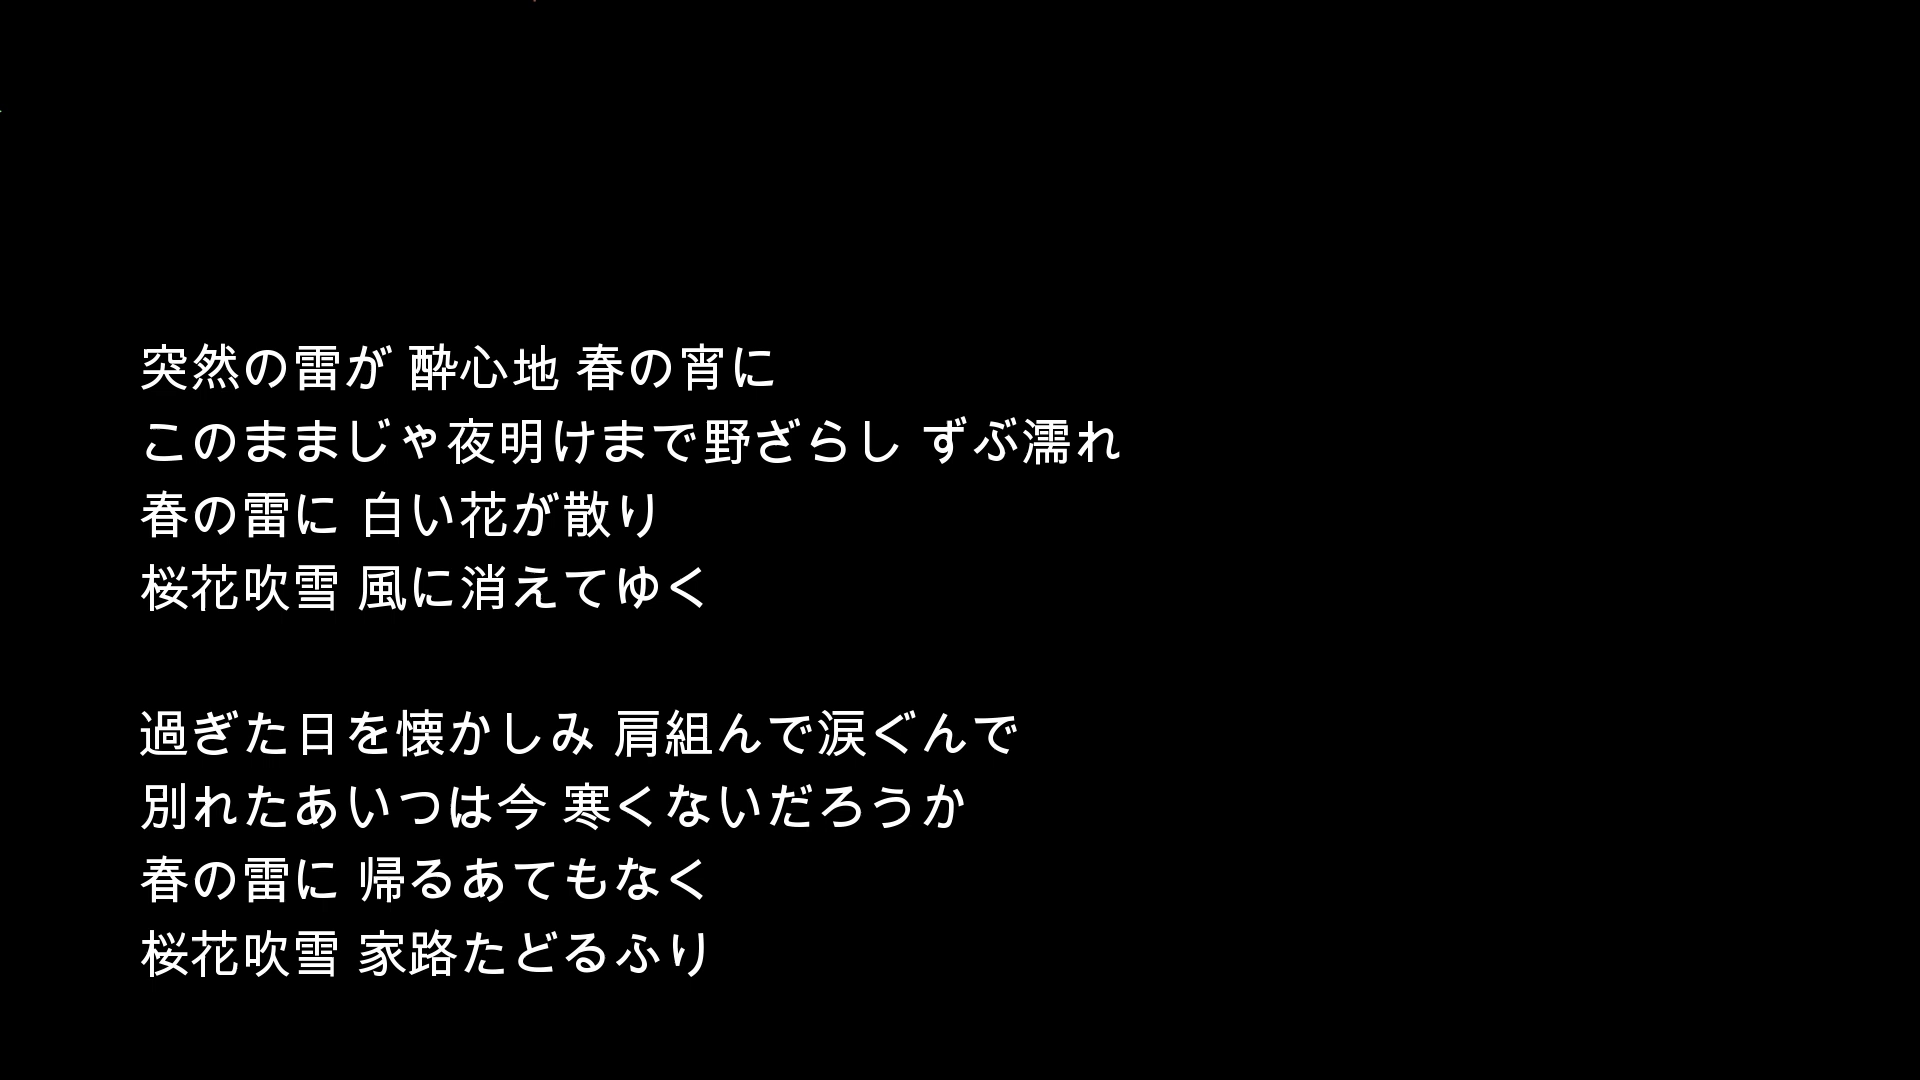 突然の雷が 酔心地 春の宵に
このままじゃ夜明けまで野ざらし ずぶ濡れ
春の雷に 白い花が散り
桜花吹雪 風に消えてゆく
過ぎた日を懐かしみ 肩組んで涙ぐんで
別れたあいつは今 寒くないだろうか
春の雷に 帰るあてもなく
桜花吹雪 家路たどるふり